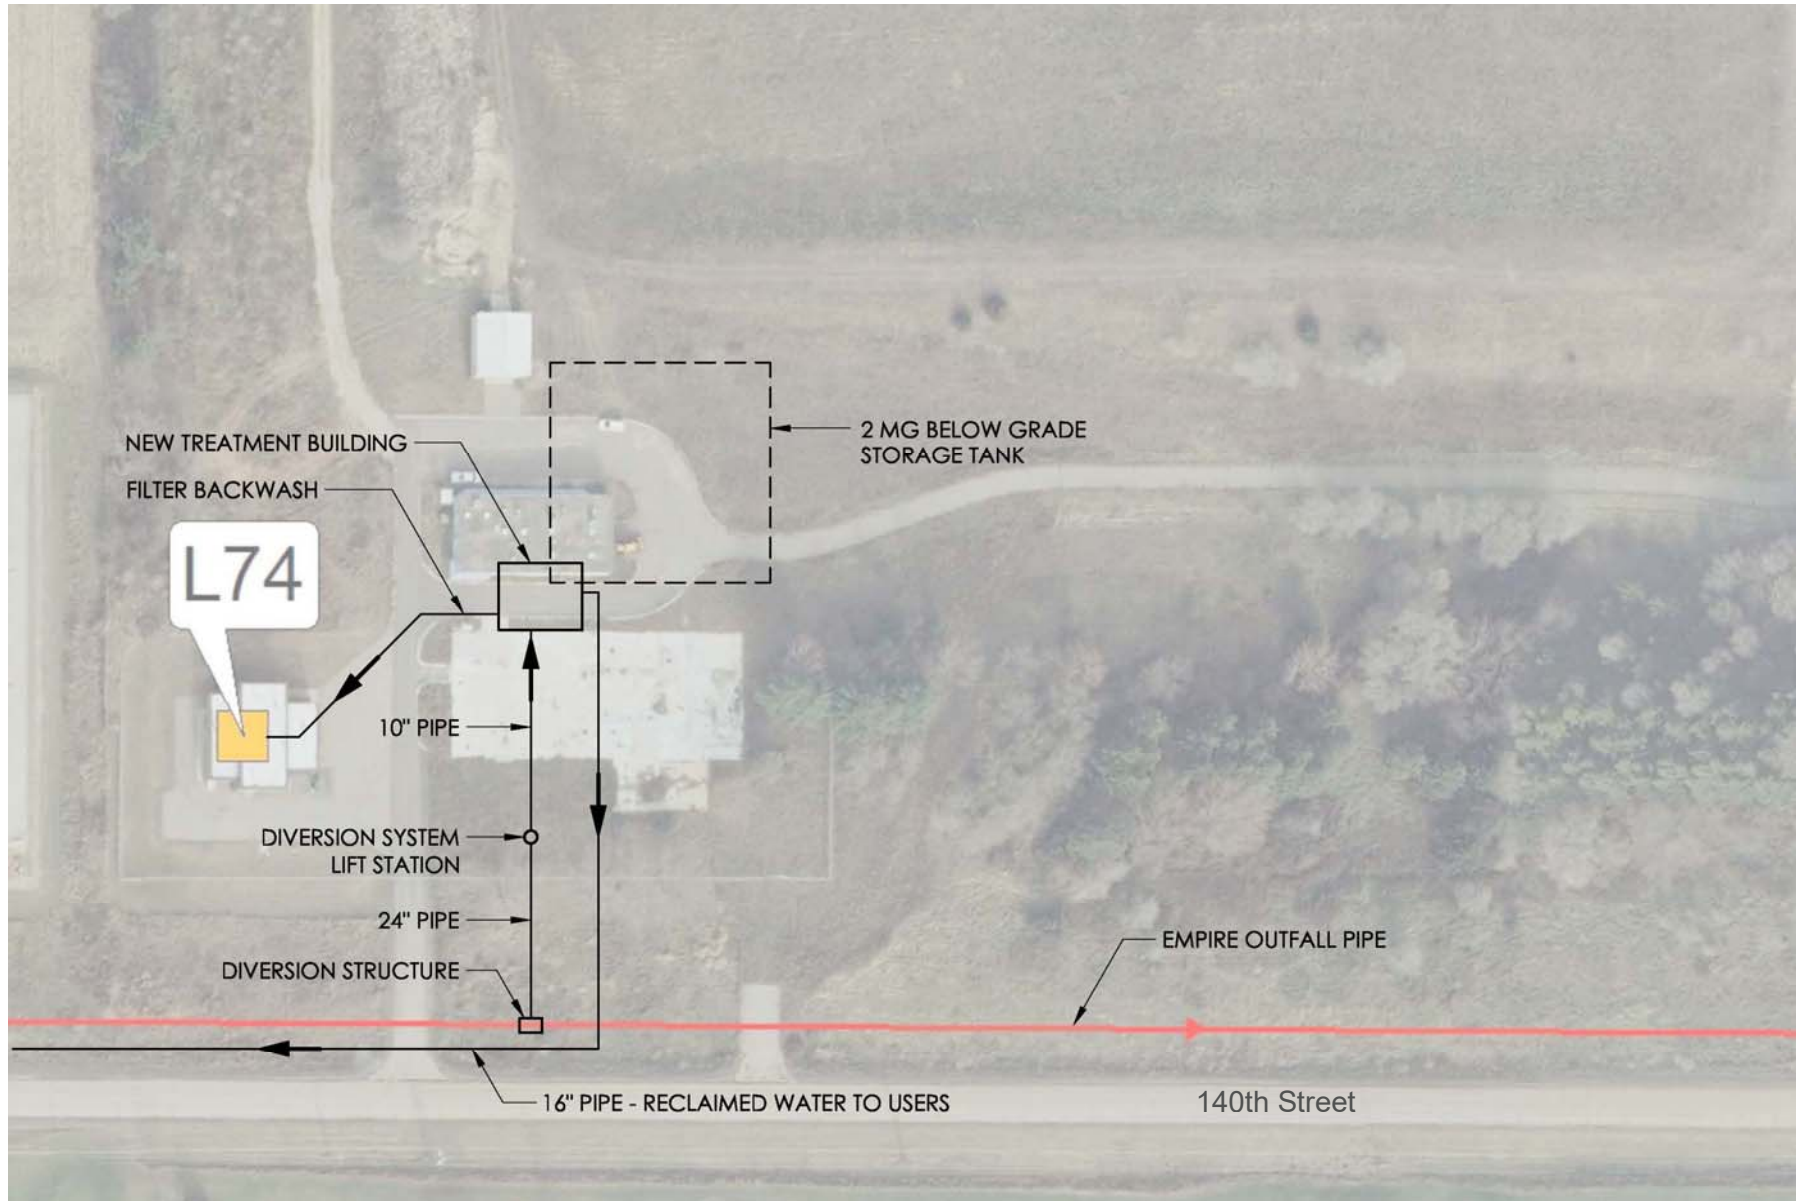 2 MG BELOW GRADE
STORAGE TANK
NEW TREATMENT BUILDING
FILTER BACKWASH
L74
10" PIPE
DIVERSION SYSTEM
LIFT STATION
24" PIPE
DIVERSION STRUCTURE
EMPIRE OUTFALL PIPE
16" PIPE - RECLAIMED WATER TO USERS
140th Street